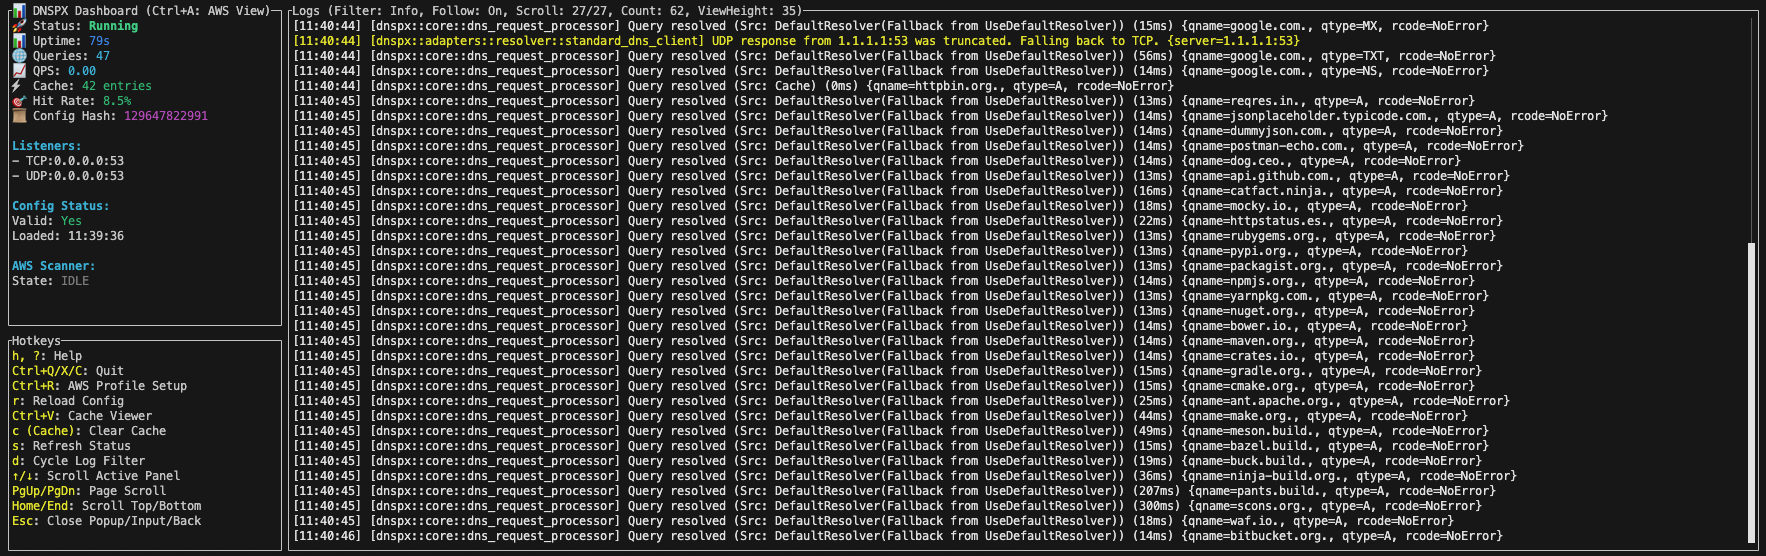 DNSPX Dashboard (Ctrl+A: AWS View)
Status: Running
Uptime: 79s
Queries: 47
QPS: 0.00
Cache: 42 entries
Hit Rate: 8.5%
Config Hash: 129647822991
Listeners:
- TCP:0.0.0.0:53
- UDP:0.0.0.0:53
Config Status:
Valid: Yes
Loaded: 11:39:36
AWS Scanner:
State: IDLE
Hotkeys
h, ?: Help
Ctrl+Q/X/C: Quit
Ctrl+R: AWS Profile Setup
r: Reload Config
Ctrl+V: Cache Viewer
c (Cache): Clear Cache
s: Refresh Status
d: Cycle Log Filter
↑/↓: Scroll Active Panel
PgUp/PgDn: Page Scroll
Home/End: Scroll Top/Bottom
Esc: Close Popup/Input/Back
Logs (Filter: Info, Follow: On, Scroll: 27/27, Count: 62, ViewHeight: 35)
[11:40:44] [dnspx::core::dns_request_processor] Query resolved (Src: DefaultResolver(Fallback from UseDefaultResolver)) (15ms) {qname=google.com., qtype=MX, rcode=NoError}
[11:40:44] [dnspx::adapters::resolver::standard_dns_client] UDP response from 1.1.1.1:53 was truncated. Falling back to TCP. {server=1.1.1.1:53}
[11:40:44] [dnspx::core::dns_request_processor] Query resolved (Src: DefaultResolver(Fallback from UseDefaultResolver)) (56ms) {qname=google.com., qtype=TXT, rcode=NoError}
[11:40:44] [dnspx::core::dns_request_processor] Query resolved (Src: DefaultResolver(Fallback from UseDefaultResolver)) (14ms) {qname=google.com., qtype=NS, rcode=NoError}
[11:40:44] [dnspx::core::dns_request_processor] Query resolved (Src: Cache) (0ms) {qname=httpbin.org., qtype=A, rcode=NoError}
[11:40:45] [dnspx::core::dns_request_processor] Query resolved (Src: DefaultResolver(Fallback from UseDefaultResolver)) (13ms) {qname=reqres.in., qtype=A, rcode=NoError}
[11:40:45] [dnspx::core::dns_request_processor] Query resolved (Src: DefaultResolver(Fallback from UseDefaultResolver)) (14ms) {qname=jsonplaceholder.typicode.com., qtype=A, rcode=NoError}
[11:40:45] [dnspx::core::dns_request_processor] Query resolved (Src: DefaultResolver(Fallback from UseDefaultResolver)) (14ms) {qname=dummyjson.com., qtype=A, rcode=NoError}
[11:40:45] [dnspx::core::dns_request_processor] Query resolved (Src: DefaultResolver(Fallback from UseDefaultResolver)) (14ms) {qname=postman-echo.com., qtype=A, rcode=NoError}
[11:40:45] [dnspx::core::dns_request_processor] Query resolved (Src: DefaultResolver(Fallback from UseDefaultResolver)) (14ms) {qname=dog.ceo., qtype=A, rcode=NoError}
[11:40:45] [dnspx::core::dns_request_processor] Query resolved (Src: DefaultResolver(Fallback from UseDefaultResolver)) (13ms) {qname=api.github.com., qtype=A, rcode=NoError}
[11:40:45] [dnspx::core::dns_request_processor] Query resolved (Src: DefaultResolver(Fallback from UseDefaultResolver)) (16ms) {qname=catfact.ninja., qtype=A, rcode=NoError}
[11:40:45] [dnspx::core::dns_request_processor] Query resolved (Src: DefaultResolver(Fallback from UseDefaultResolver)) (18ms) {qname=mocky.io., qtype=A, rcode=NoError}
[11:40:45] [dnspx::core::dns_request_processor] Query resolved (Src: DefaultResolver(Fallback from UseDefaultResolver)) (22ms) {qname=httpstatus.es., qtype=A, rcode=NoError}
[11:40:45] [dnspx::core::dns_request_processor] Query resolved (Src: DefaultResolver(Fallback from UseDefaultResolver)) (13ms) {qname=rubygems.org., qtype=A, rcode=NoError}
[11:40:45] [dnspx::core::dns_request_processor] Query resolved (Src: DefaultResolver(Fallback from UseDefaultResolver)) (13ms) {qname=pypi.org., qtype=A, rcode=NoError}
[11:40:45] [dnspx::core::dns_request_processor] Query resolved (Src: DefaultResolver(Fallback from UseDefaultResolver)) (13ms) {qname=packagist.org., qtype=A, rcode=NoError}
[11:40:45] [dnspx::core::dns_request_processor] Query resolved (Src: DefaultResolver(Fallback from UseDefaultResolver)) (14ms) {qname=npmjs.org., qtype=A, rcode=NoError}
[11:40:45] [dnspx::core::dns_request_processor] Query resolved (Src: DefaultResolver(Fallback from UseDefaultResolver)) (13ms) {qname=yarnpkg.com., qtype=A, rcode=NoError}
[11:40:45] [dnspx::core::dns_request_processor] Query resolved (Src: DefaultResolver(Fallback from UseDefaultResolver)) (13ms) {qname=nuget.org., qtype=A, rcode=NoError}
[11:40:45] [dnspx::core::dns_request_processor] Query resolved (Src: DefaultResolver(Fallback from UseDefaultResolver)) (14ms) {qname=bower.io., qtype=A, rcode=NoError}
[11:40:45] [dnspx::core::dns_request_processor] Query resolved (Src: DefaultResolver(Fallback from UseDefaultResolver)) (14ms) {qname=maven.org., qtype=A, rcode=NoError}
[11:40:45] [dnspx::core::dns_request_processor] Query resolved (Src: DefaultResolver(Fallback from UseDefaultResolver)) (14ms) {qname=crates.io., qtype=A, rcode=NoError}
[11:40:45] [dnspx::core::dns_request_processor] Query resolved (Src: DefaultResolver(Fallback from UseDefaultResolver)) (15ms) {qname=gradle.org., qtype=A, rcode=NoError}
[11:40:45] [dnspx::core::dns_request_processor] Query resolved (Src: DefaultResolver(Fallback from UseDefaultResolver)) (15ms) {qname=cmake.org., qtype=A, rcode=NoError}
[11:40:45] [dnspx::core::dns_request_processor] Query resolved (Src: DefaultResolver(Fallback from UseDefaultResolver)) (25ms) {qname=ant.apache.org., qtype=A, rcode=NoError}
[11:40:45] [dnspx::core::dns_request_processor] Query resolved (Src: DefaultResolver(Fallback from UseDefaultResolver)) (44ms) {qname=make.org., qtype=A, rcode=NoError}
[11:40:45] [dnspx::core::dns_request_processor] Query resolved (Src: DefaultResolver(Fallback from UseDefaultResolver)) (49ms) {qname=meson.build., qtype=A, rcode=NoError}
[11:40:45] [dnspx::core::dns_request_processor] Query resolved (Src: DefaultResolver(Fallback from UseDefaultResolver)) (15ms) {qname=bazel.build., qtype=A, rcode=NoError}
[11:40:45] [dnspx::core::dns_request_processor] Query resolved (Src: DefaultResolver(Fallback from UseDefaultResolver)) (19ms) {qname=buck.build., qtype=A, rcode=NoError}
[11:40:45] [dnspx::core::dns_request_processor] Query resolved (Src: DefaultResolver(Fallback from UseDefaultResolver)) (36ms) {qname=ninja-build.org., qtype=A, rcode=NoError}
[11:40:45] [dnspx::core::dns_request_processor] Query resolved (Src: DefaultResolver(Fallback from UseDefaultResolver)) (207ms) {qname=pants.build., qtype=A, rcode=NoError}
[11:40:45] [dnspx::core::dns_request_processor] Query resolved (Src: DefaultResolver(Fallback from UseDefaultResolver)) (300ms) {qname=scons.org., qtype=A, rcode=NoError}
[11:40:45] [dnspx::core::dns_request_processor] Query resolved (Src: DefaultResolver(Fallback from UseDefaultResolver)) (18ms) {qname=waf.io., qtype=A, rcode=NoError}
[11:40:46] [dnspx::core::dns_request_processor] Query resolved (Src: DefaultResolver(Fallback from UseDefaultResolver)) (14ms) {qname=bitbucket.org., qtype=A, rcode=NoError}